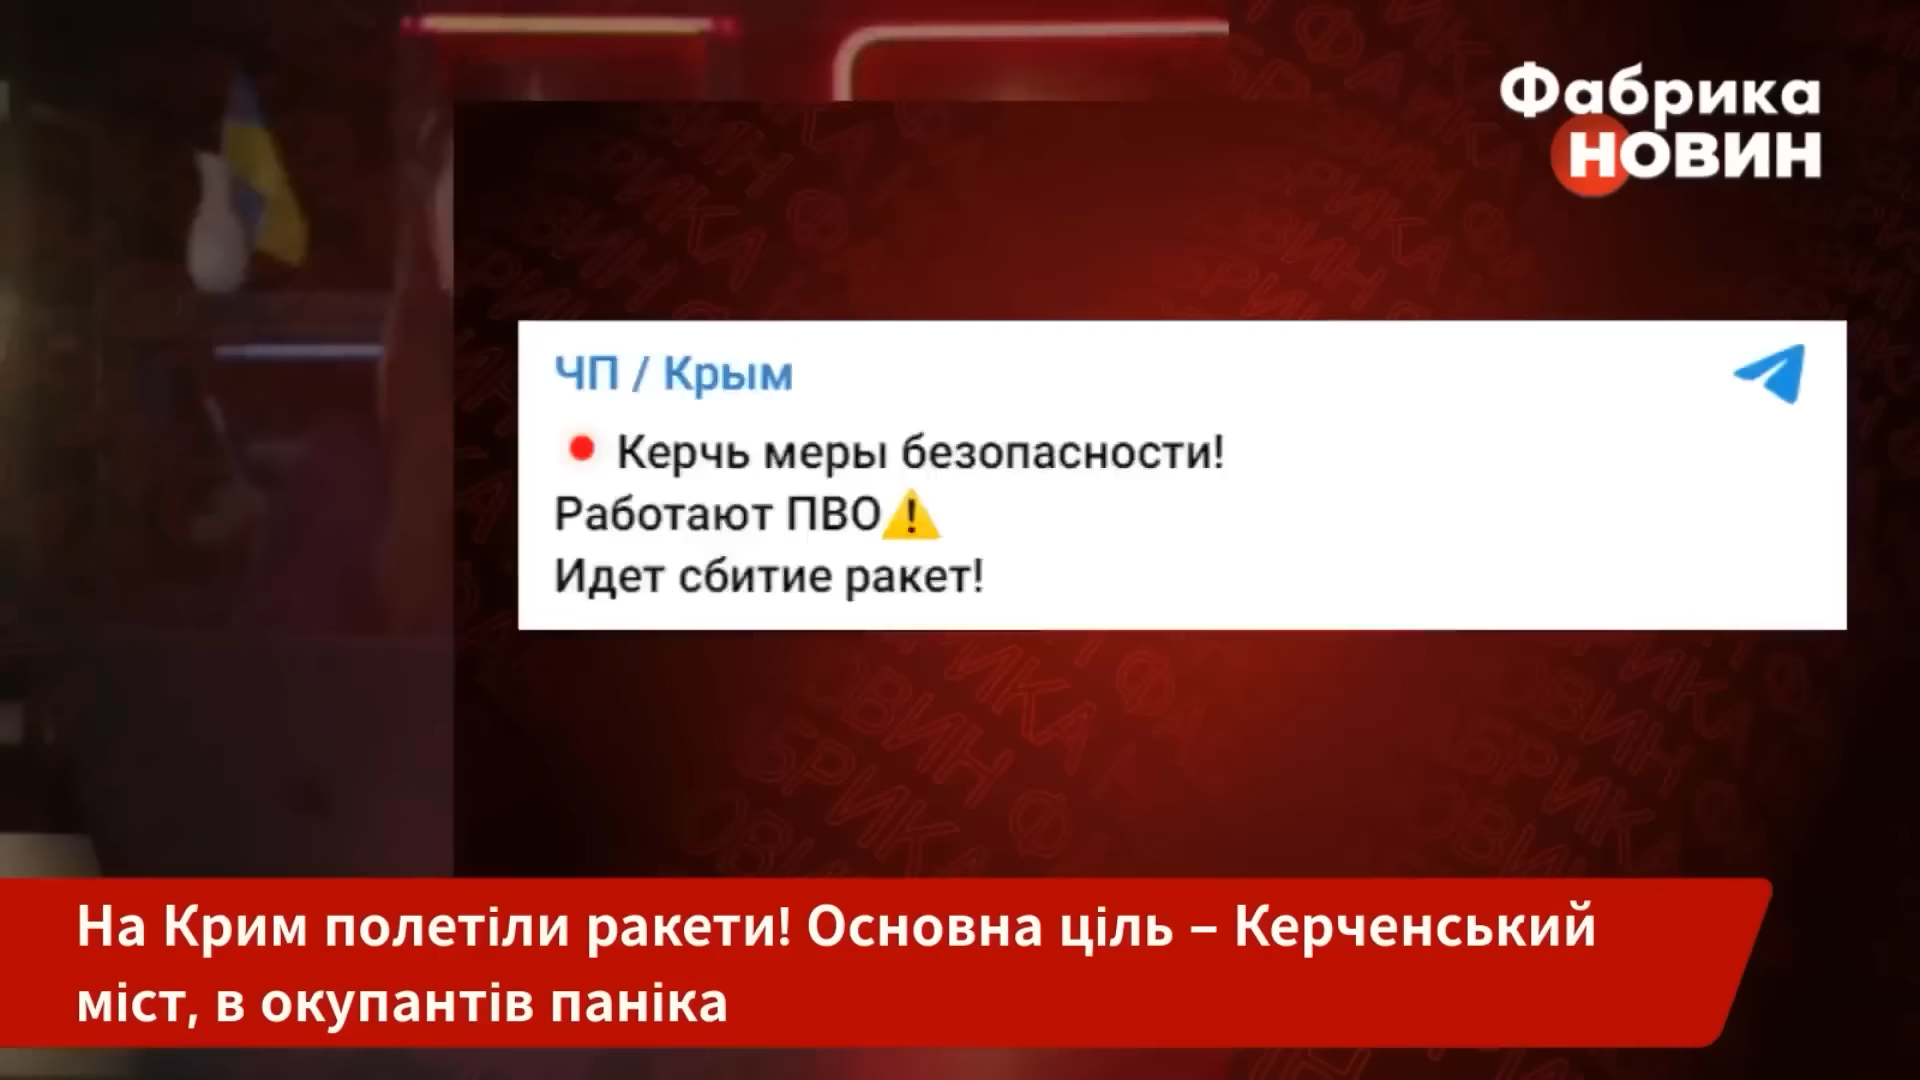 Фабрика
новин
ЧП / Крым
Керчь меры безопасности!
Работают ПВО⚠️
Идет сбитие ракет!
На Крим полетіли ракети! Основна ціль – Керченський
міст, в окупантів паніка